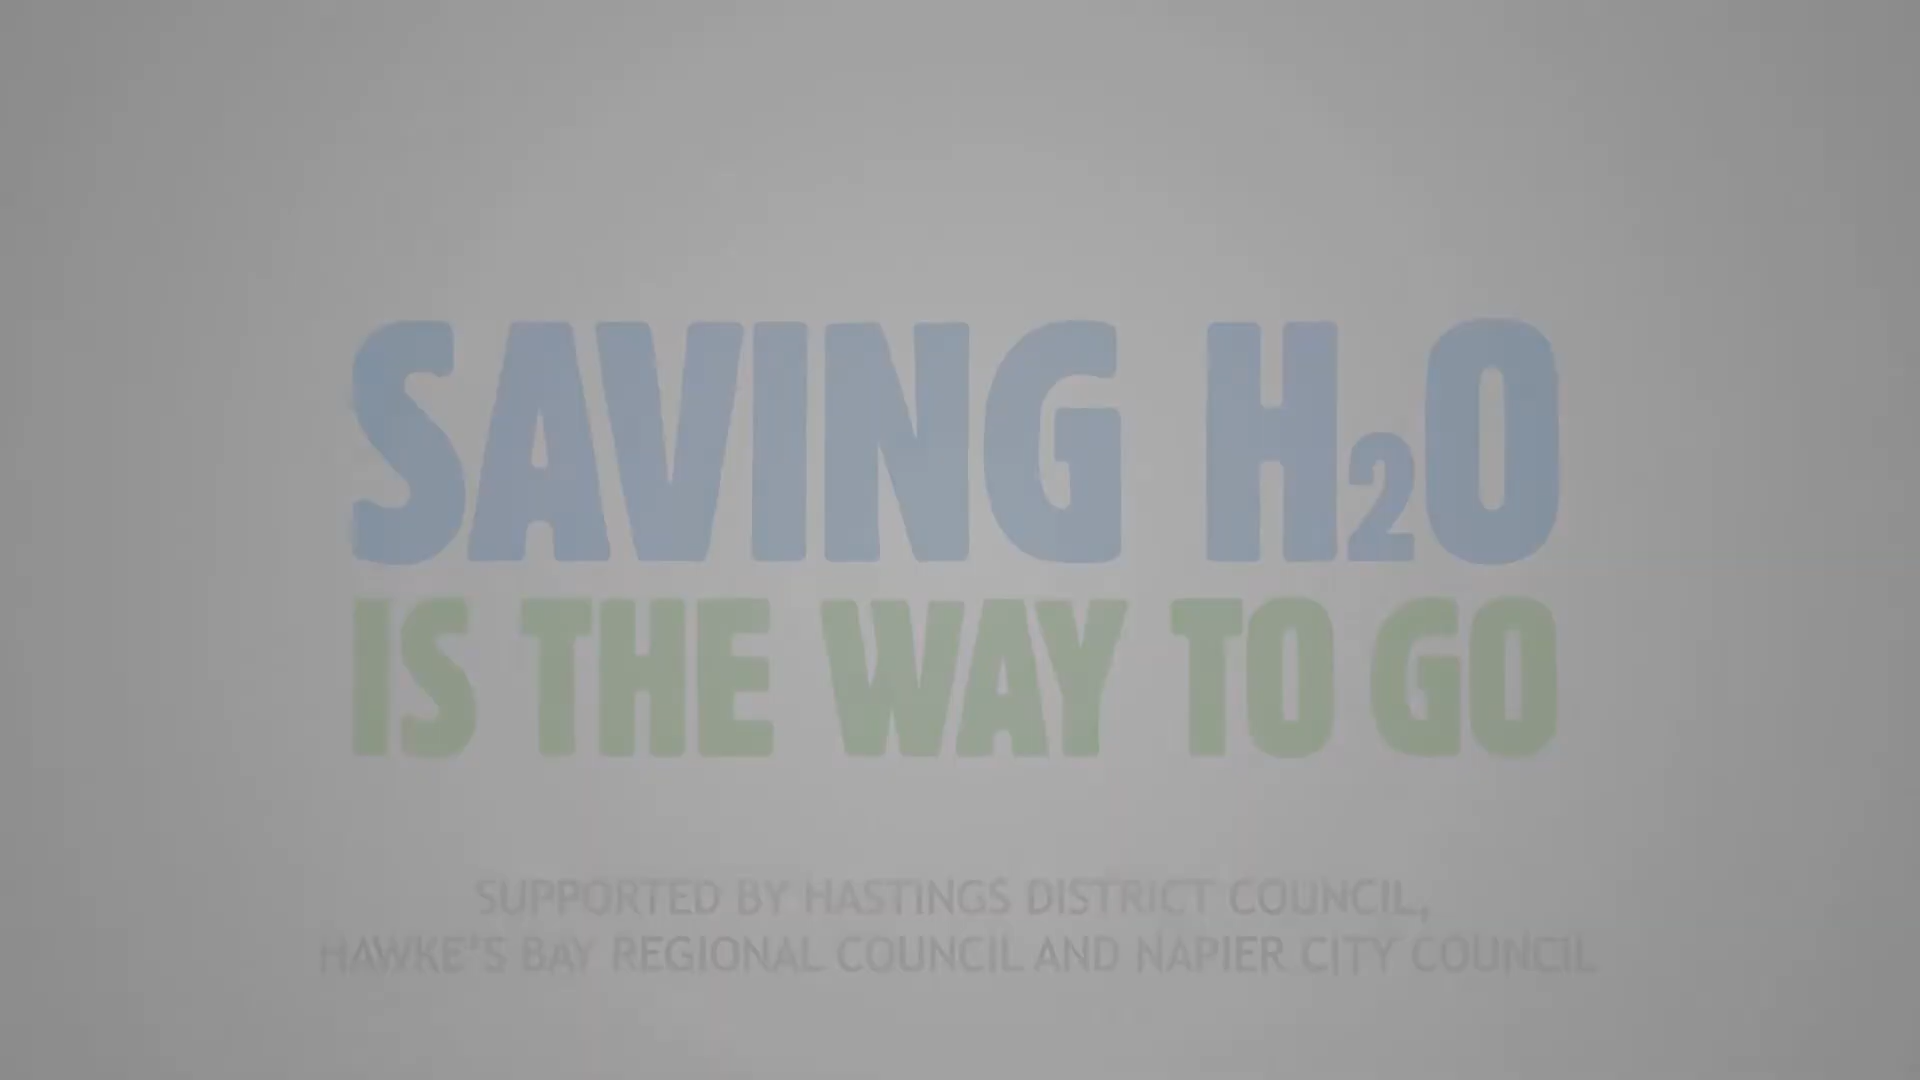 SAVING H₂O
IS THE WAY TO GO
SUPPORTED BY HASTINGS DISTRICT COUNCIL,
HAWKE'S BAY REGIONAL COUNCIL AND NAPIER CITY COUNCIL